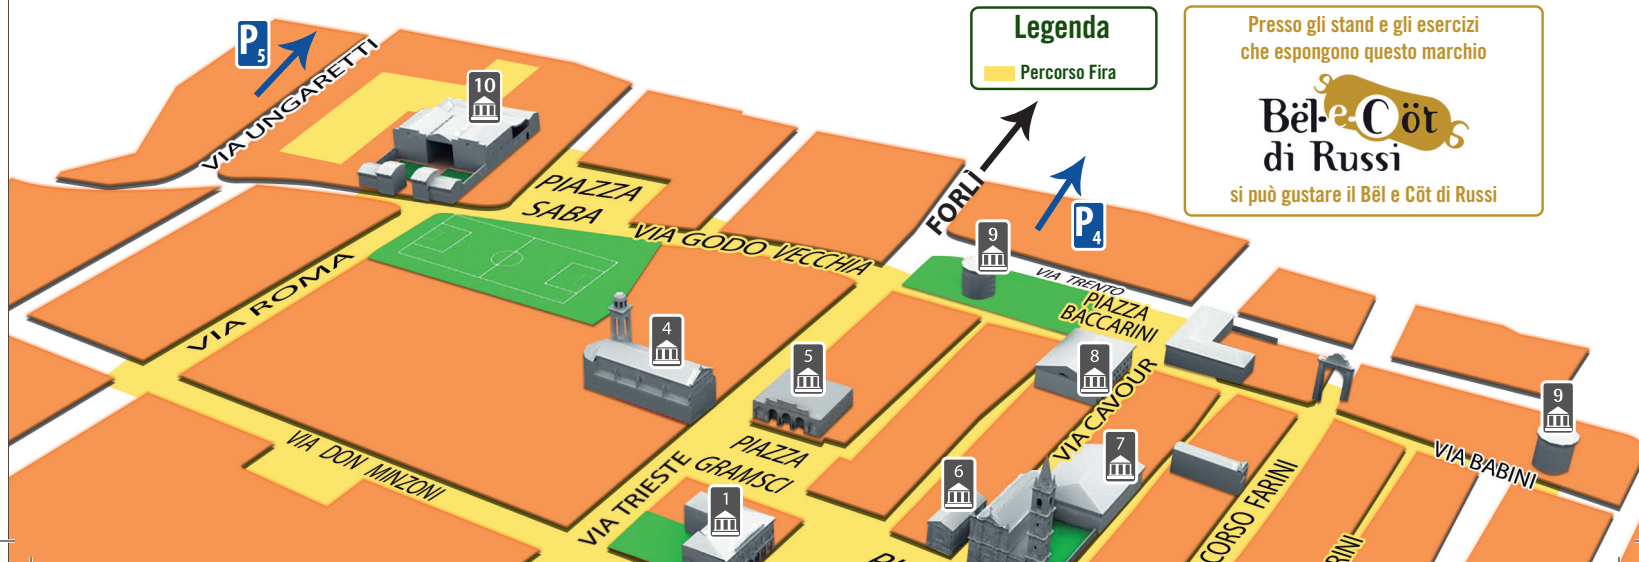 Legenda
Percorso Fira
Presso gli stand e gli esercizi
che espongono questo marchio
Bël·e·Cöt
di Russi
si può gustare il Bël e Cöt di Russi
P5
VIA UNGARETTI
10
PIAZZA
SABA
VIA GODO VECCHIA
FORLÌ
P4
9
VIA TRENTO
PIAZZA
BACCARINI
VIA ROMA
4
5
8
VIA CAVOUR
9
VIA BABINI
VIA DON MINZONI
PIAZZA
GRAMSCI
VIA TRIESTE
1
6
7
CORSO FARINI